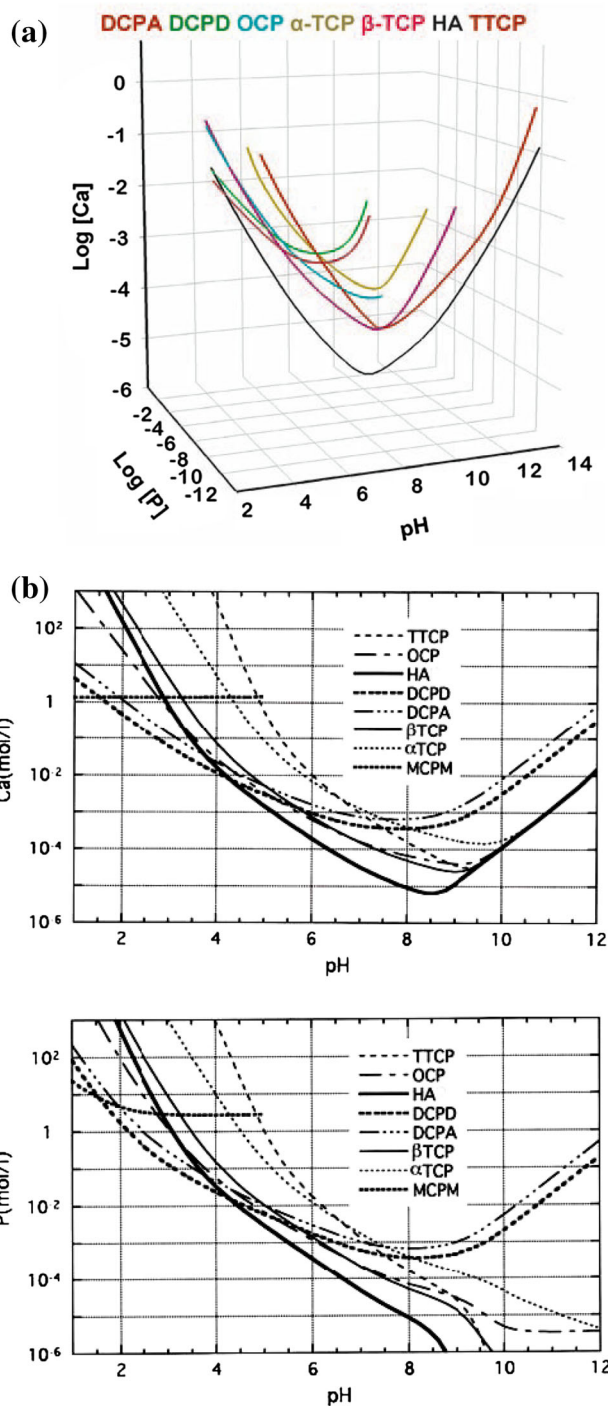 (a)
DCPA DCPD OCP α-TCP β-TCP HA TTCP
0
-1
-2
-3
-4
-5
-6
Log [Ca]
-2
-4
-6
-8
-10
-12
Log [P]
2
4
6
8
10
12
14
pH
(b)
10²
1
10⁻²
10⁻⁴
10⁻⁶
Ca(mol/l)
TTCP
OCP
HA
DCPD
DCPA
βTCP
αTCP
MCPM
2 4 6 8 10 12
pH
10²
1
10⁻²
10⁻⁴
10⁻⁶
P(mol/l)
TTCP
OCP
HA
DCPD
DCPA
βTCP
αTCP
MCPM
2 4 6 8 10 12
pH